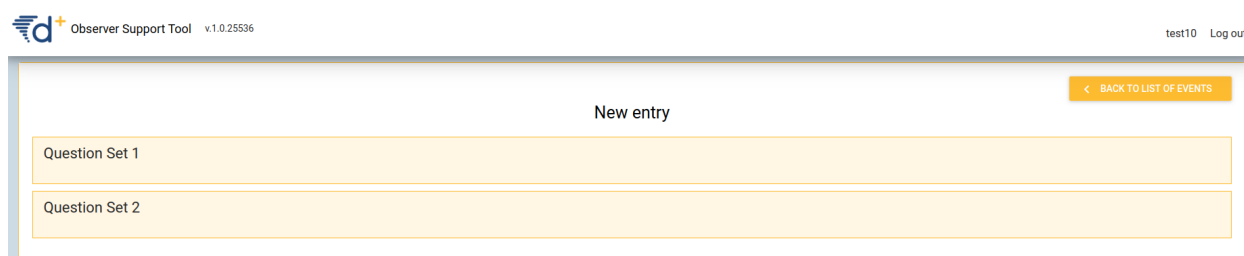 d+ Observer Support Tool v.1.0.25536
test10 Log out
BACK TO LIST OF EVENTS
New entry
Question Set 1
Question Set 2